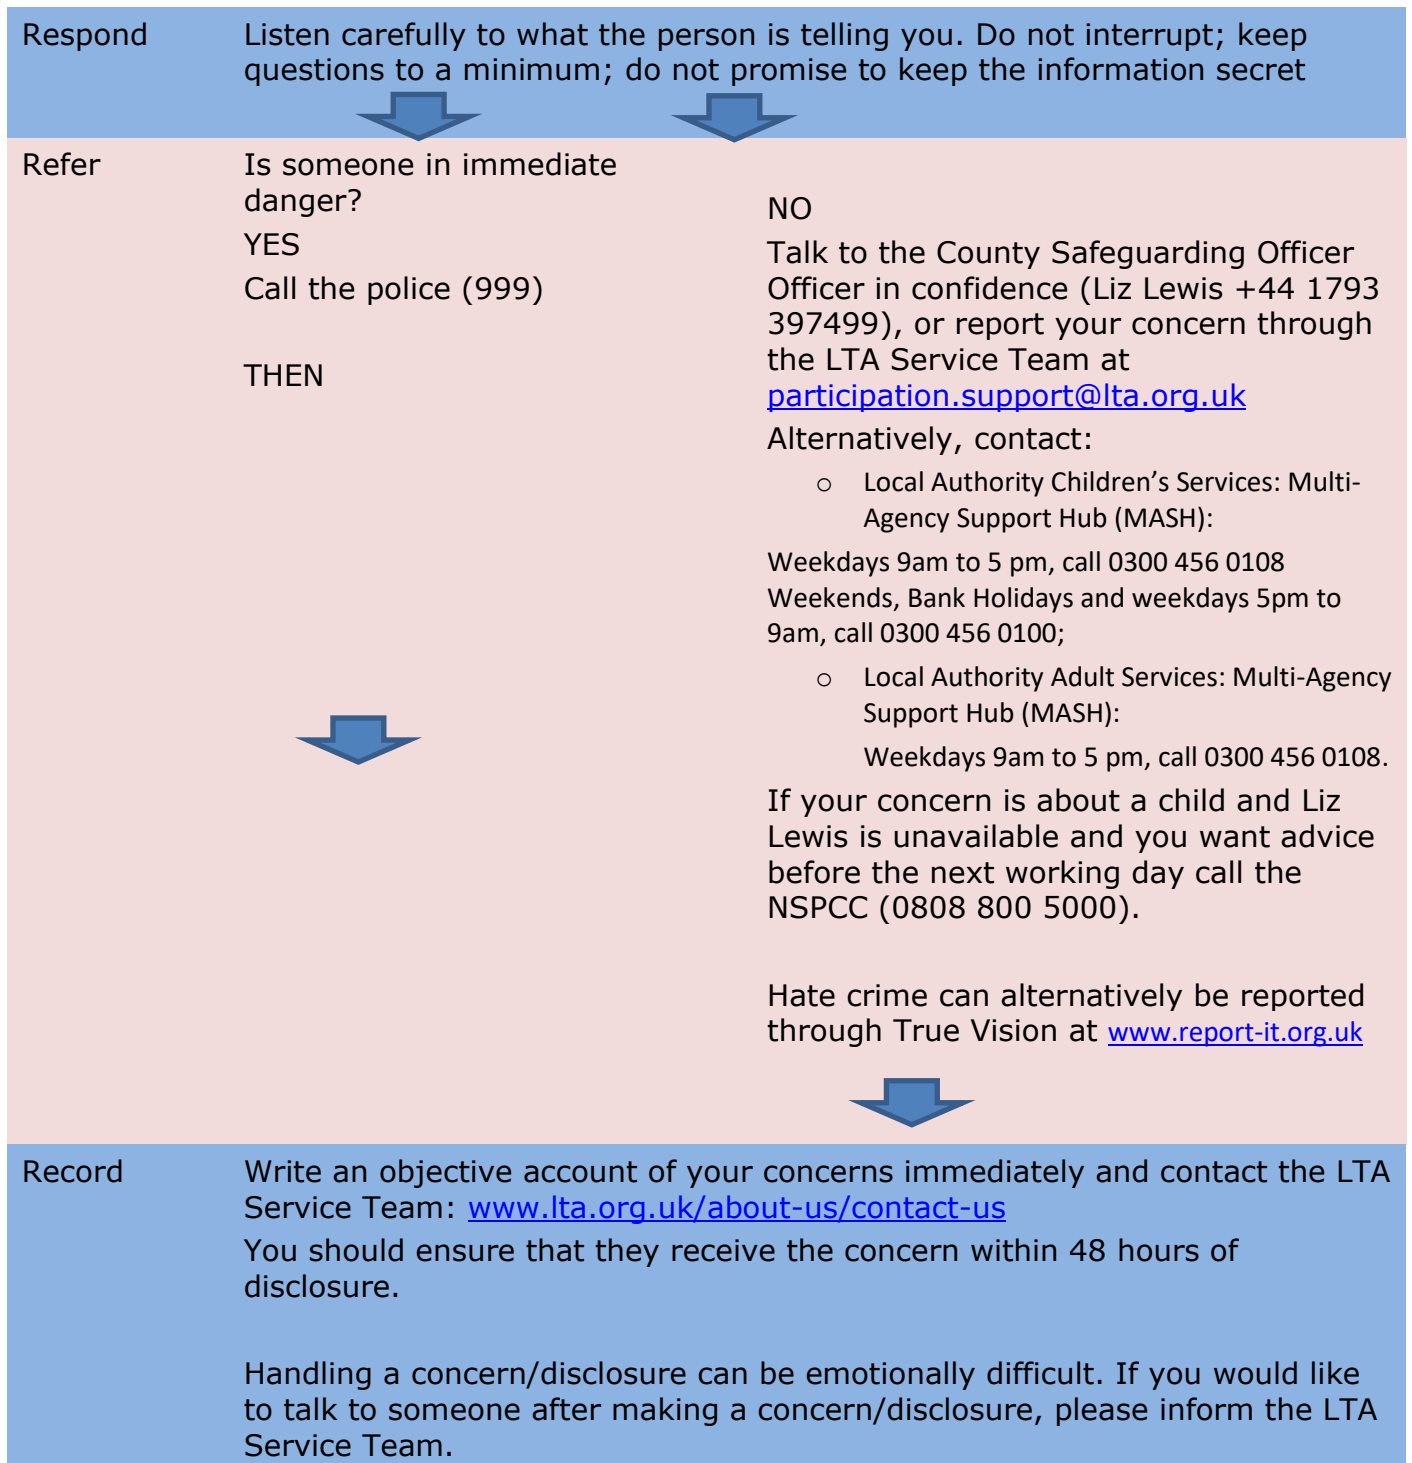 Respond
Listen carefully to what the person is telling you. Do not interrupt; keep
questions to a minimum; do not promise to keep the information secret
Refer
Is someone in immediate
danger?
YES
Call the police (999)
THEN
NO
Talk to the County Safeguarding Officer
Officer in confidence (Liz Lewis +44 1793
397499), or report your concern through
the LTA Service Team at
participation.support@lta.org.uk
Alternatively, contact:
o Local Authority Children’s Services: Multi-
Agency Support Hub (MASH):
Weekdays 9am to 5 pm, call 0300 456 0108
Weekends, Bank Holidays and weekdays 5pm to
9am, call 0300 456 0100;
o Local Authority Adult Services: Multi-Agency
Support Hub (MASH):
Weekdays 9am to 5 pm, call 0300 456 0108.
If your concern is about a child and Liz
Lewis is unavailable and you want advice
before the next working day call the
NSPCC (0808 800 5000).
Hate crime can alternatively be reported
through True Vision at www.report-it.org.uk
Record
Write an objective account of your concerns immediately and contact the LTA
Service Team: www.lta.org.uk/about-us/contact-us
You should ensure that they receive the concern within 48 hours of
disclosure.
Handling a concern/disclosure can be emotionally difficult. If you would like
to talk to someone after making a concern/disclosure, please inform the LTA
Service Team.